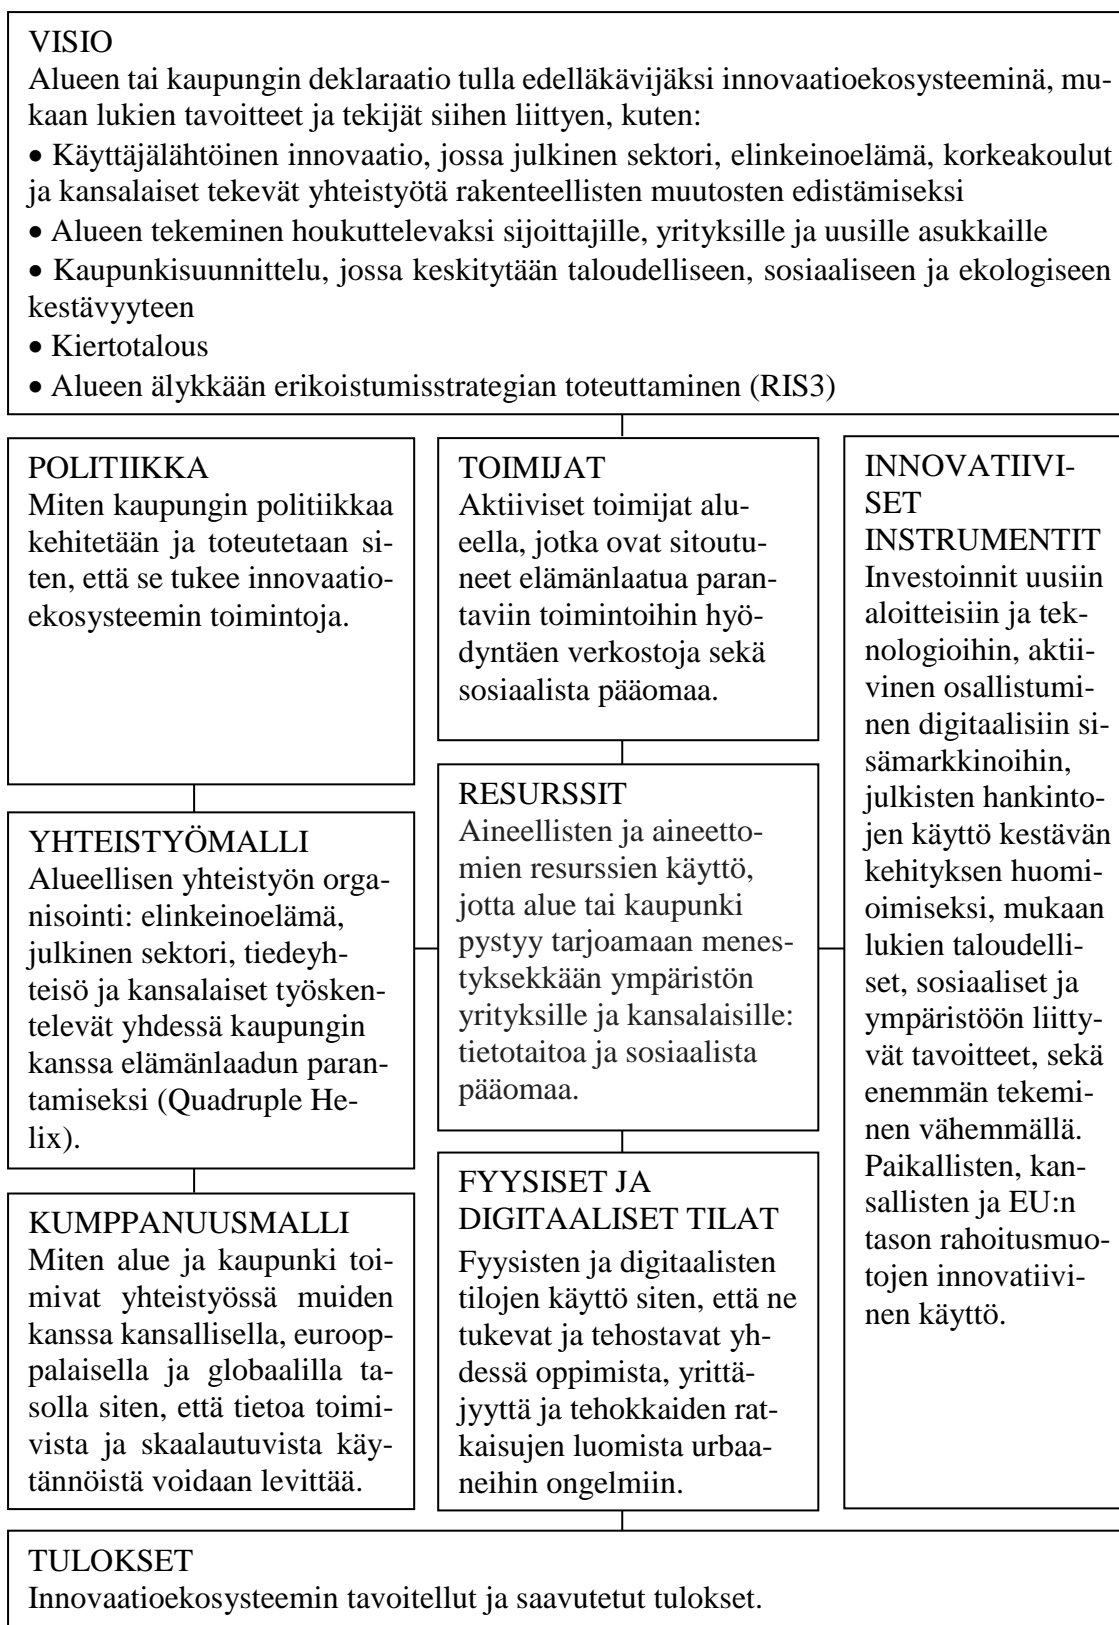 VISIO
Alueen tai kaupungin deklaraatio tulla edelläkävijäksi innovaatioekosysteeminä, mu-
kaan lukien tavoitteet ja tekijät siihen liittyen, kuten:
• Käyttäjälähtöinen innovaatio, jossa julkinen sektori, elinkeinoelämä, korkeakoulut
ja kansalaiset tekevät yhteistyötä rakenteellisten muutosten edistämiseksi
• Alueen tekeminen houkuttelevaksi sijoittajille, yrityksille ja uusille asukkaille
• Kaupunkisuunnittelu, jossa keskitytään taloudelliseen, sosiaaliseen ja ekologiseen
kestävyyteen
• Kiertotalous
• Alueen älykkään erikoistumisstrategian toteuttaminen (RIS3)
POLITIIKKA
Miten kaupungin politiikkaa
kehitetään ja toteutetaan si-
ten, että se tukee innovaatio-
ekosysteemin toimintoja.
YHTEISTYÖMALLI
Alueellisen yhteistyön orga-
nisointi: elinkeinoelämä,
julkinen sektori, tiedeyh-
teisö ja kansalaiset työsken-
televät yhdessä kaupungin
kanssa elämänlaadun paran-
tamiseksi (Quadruple He-
lix).
KUMPPANUUSMALLI
Miten alue ja kaupunki toi-
mivat yhteistyössä muiden
kanssa kansallisella, euroop-
palaisella ja globaalilla ta-
solla siten, että tietoa toimi-
vista ja skaalautuvista käy-
tännöistä voidaan levittää.
TOIMIJAT
Aktiiviset toimijat alu-
eella, jotka ovat sitoutu-
neet elämänlaatua paran-
taviin toimintoihin hyö-
dyntäen verkostoja sekä
sosiaalista pääomaa.
RESURSSIT
Aineellisten ja aineetto-
mien resurssien käyttö,
jotta alue tai kaupunki
pystyy tarjoamaan menes-
tyksekkään ympäristön
yrityksille ja kansalaisille:
tietotaitoa ja sosiaalista
pääomaa.
FYYSISET JA
DIGITAALISET TILAT
Fyysisten ja digitaalisten
tilojen käyttö siten, että ne
tukevat ja tehostavat yh-
dessä oppimista, yrittä-
jyyttä ja tehokkaiden rat-
kaisujen luomista urbaa-
neihin ongelmiin.
INNOVATIIVI-
SET
INSTRUMENTIT
Investoinnit uusiin
aloitteisiin ja tek-
nologioihin, aktii-
vinen osallistumi-
nen digitaalisiin si-
sämarkkinoihin,
julkisten hankinto-
jen käyttö kestävän
kehityksen huomi-
oimiseksi, mukaan
lukien taloudelli-
set, sosiaaliset ja
ympäristöön liitty-
vät tavoitteet, sekä
enemmän tekemi-
nen vähemmällä.
Paikallisten, kan-
sallisten ja EU:n
tason rahoitusmuo-
tojen innovatiivi-
nen käyttö.
TULOKSET
Innovaatioekosysteemin tavoitellut ja saavutetut tulokset.